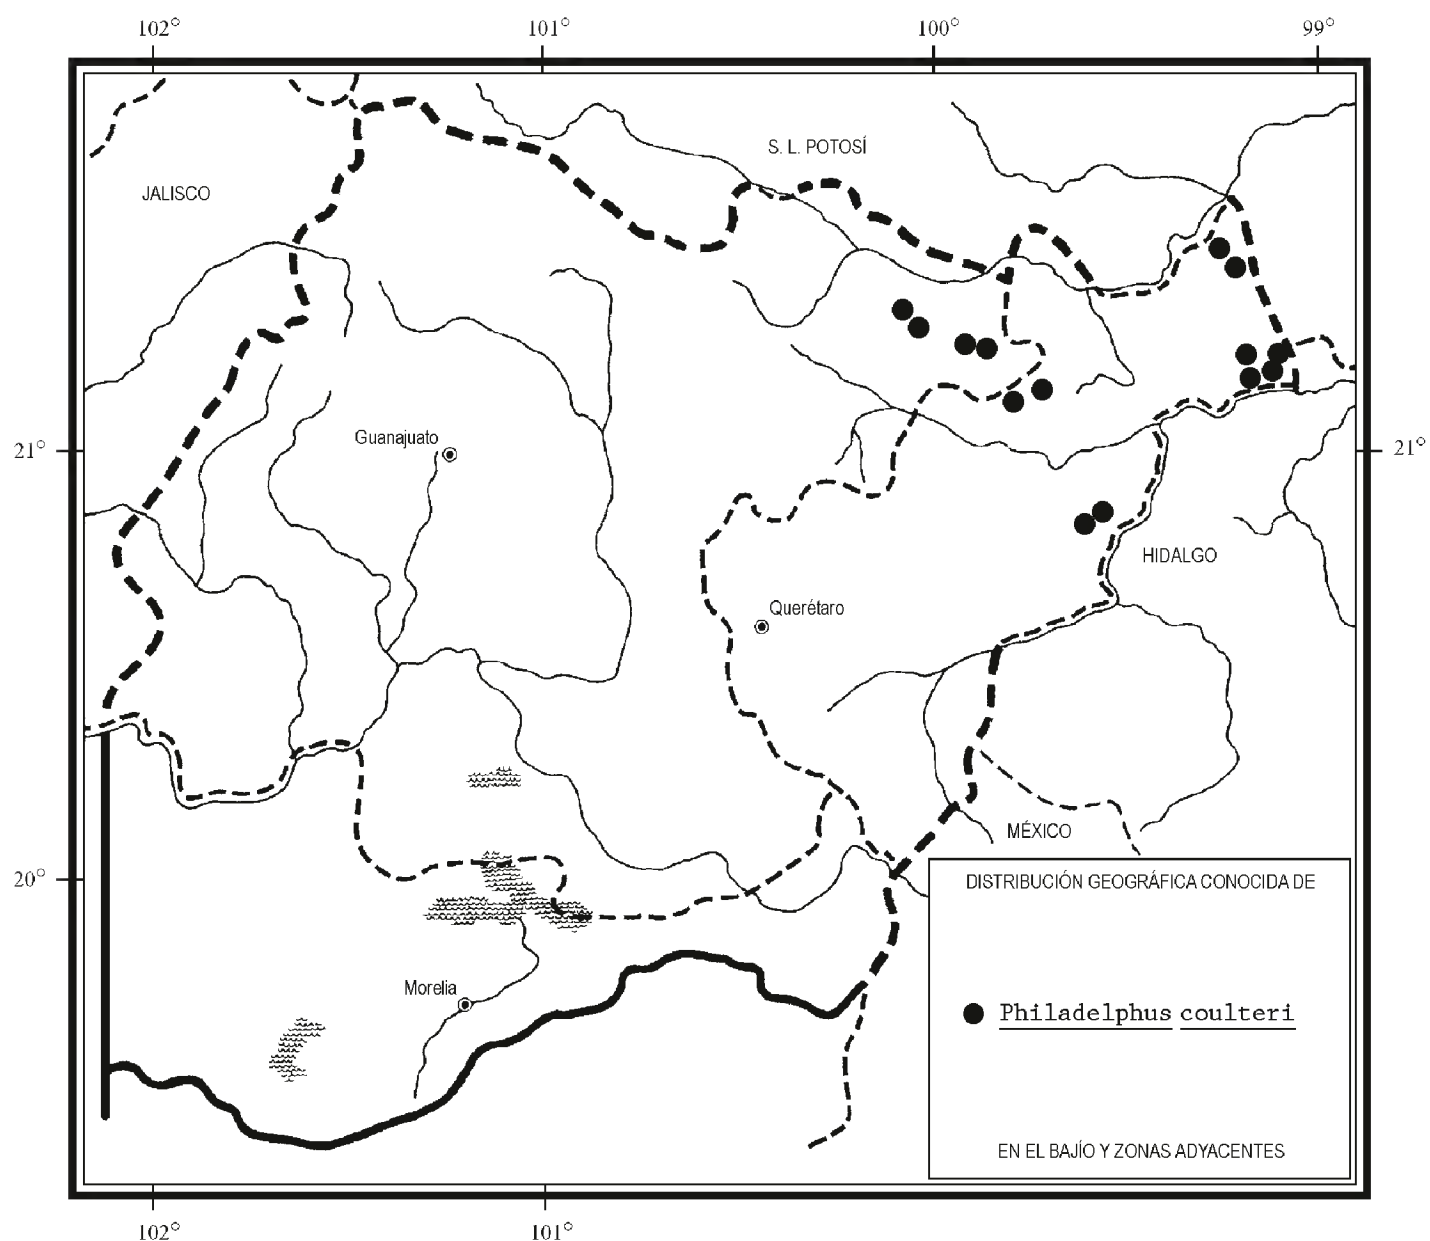 102° 101° 100° 99°
S. L. POTOSÍ
JALISCO
Guanajuato
21° 21°
HIDALGO
Querétaro
MÉXICO
20°
DISTRIBUCIÓN GEOGRÁFICA CONOCIDA DE
Morelia
Philadelphus coulteri
EN EL BAJÍO Y ZONAS ADYACENTES
102° 101°